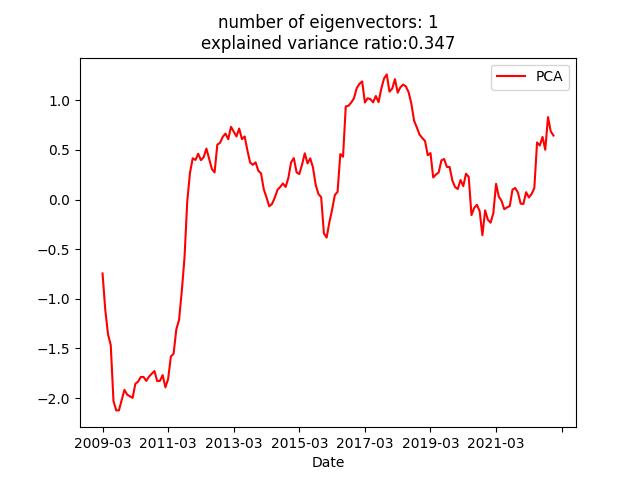 number of eigenvectors: 1
explained variance ratio:0.347
PCA
1.0
0.5
0.0
−0.5
−1.0
−1.5
−2.0
2009-03 2011-03 2013-03 2015-03 2017-03 2019-03 2021-03
Date